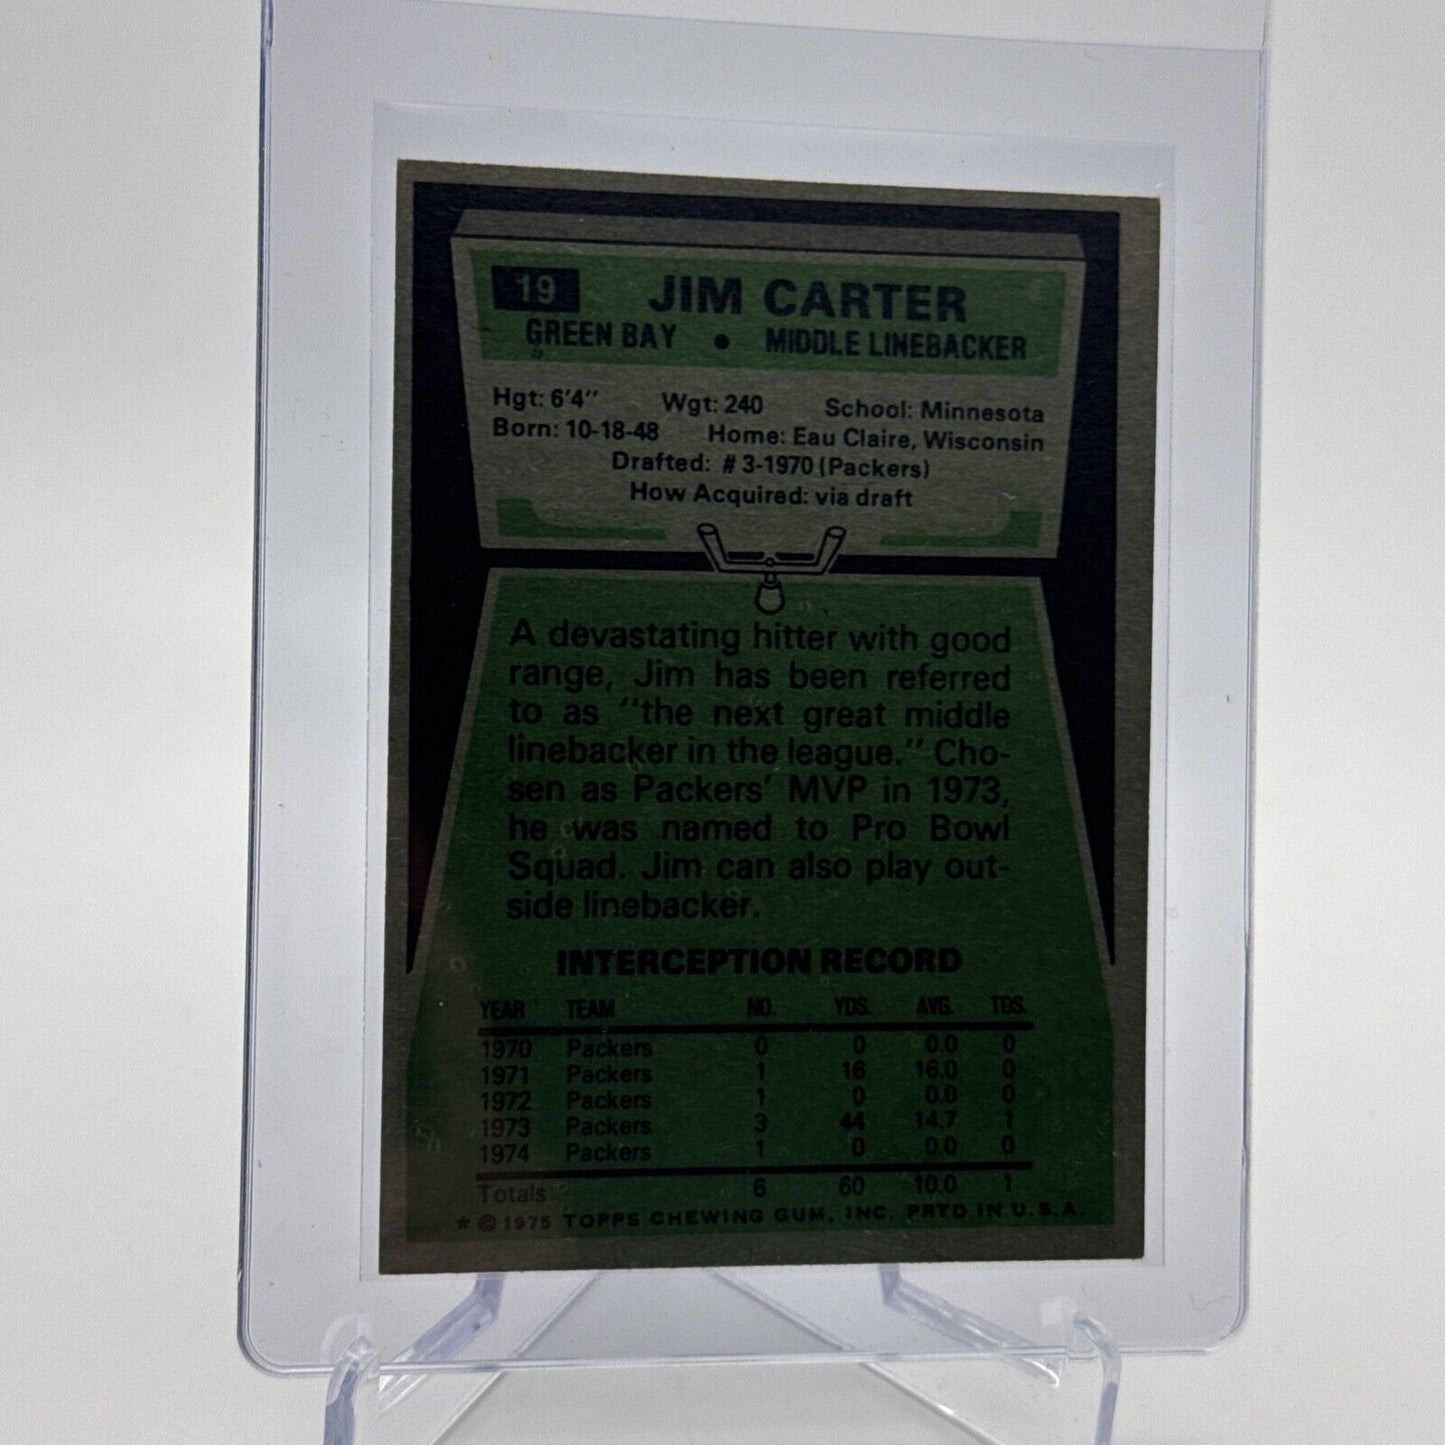 19 JIM CARTER
GREEN BAY • MIDDLE LINEBACKER
Hgt: 6'4" Wgt: 240 School: Minnesota
Born: 10-18-48 Home: Eau Claire, Wisconsin
Drafted: #3-1970 (Packers)
How Acquired: via draft
A devastating hitter with good
range, Jim has been referred
to as "the next great middle
linebacker in the league." Cho-
sen as Packers' MVP in 1973,
he was named to Pro Bowl
Squad. Jim can also play out-
side linebacker.
INTERCEPTION RECORD
YEAR TEAM NO. YDS. AVG. TDS.
1970 Packers 0 0 0.0 0
1971 Packers 1 16 16.0 0
1972 Packers 1 0 0.0 0
1973 Packers 3 44 14.7 1
1974 Packers 1 0 0.0 0
Totals 6 60 10.0 1
* © 1975 TOPPS CHEWING GUM, INC. PRTD IN U.S.A.